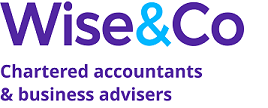 Wise&Co
Chartered accountants
& business advisers